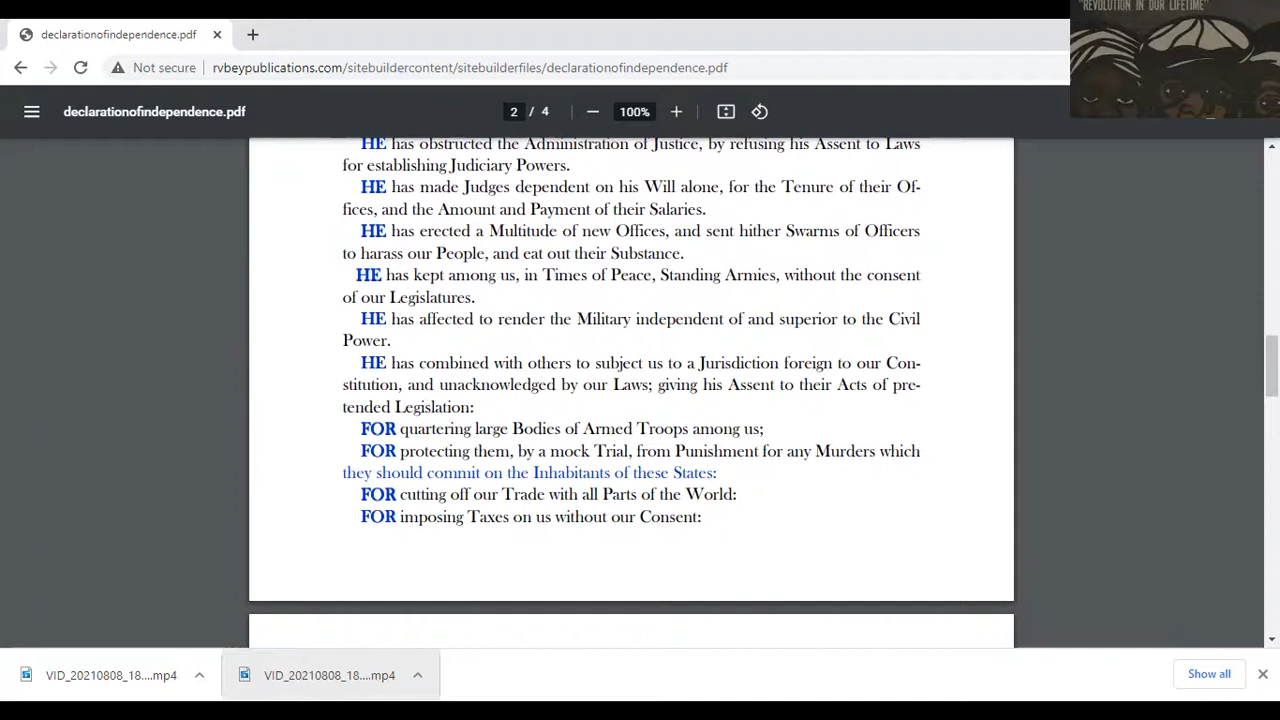 "REVOLUTION IN OUR LIFETIME"
declarationofindependence.pdf
Not secure
rvbeypublications.com/sitebuildercontent/sitebuilderfiles/declarationofindependence.pdf
declarationofindependence.pdf
2 / 4
100%
HE has obstructed the Administration of Justice, by refusing his Assent to Laws
for establishing Judiciary Powers.
HE has made Judges dependent on his Will alone, for the Tenure of their Of-
fices, and the Amount and Payment of their Salaries.
HE has erected a Multitude of new Offices, and sent hither Swarms of Officers
to harass our People, and eat out their Substance.
HE has kept among us, in Times of Peace, Standing Armies, without the consent
of our Legislatures.
HE has affected to render the Military independent of and superior to the Civil
Power.
HE has combined with others to subject us to a Jurisdiction foreign to our Con-
stitution, and unacknowledged by our Laws; giving his Assent to their Acts of pre-
tended Legislation:
FOR quartering large Bodies of Armed Troops among us;
FOR protecting them, by a mock Trial, from Punishment for any Murders which
they should commit on the Inhabitants of these States:
FOR cutting off our Trade with all Parts of the World:
FOR imposing Taxes on us without our Consent:
VID_20210808_18....mp4
VID_20210808_18....mp4
Show all